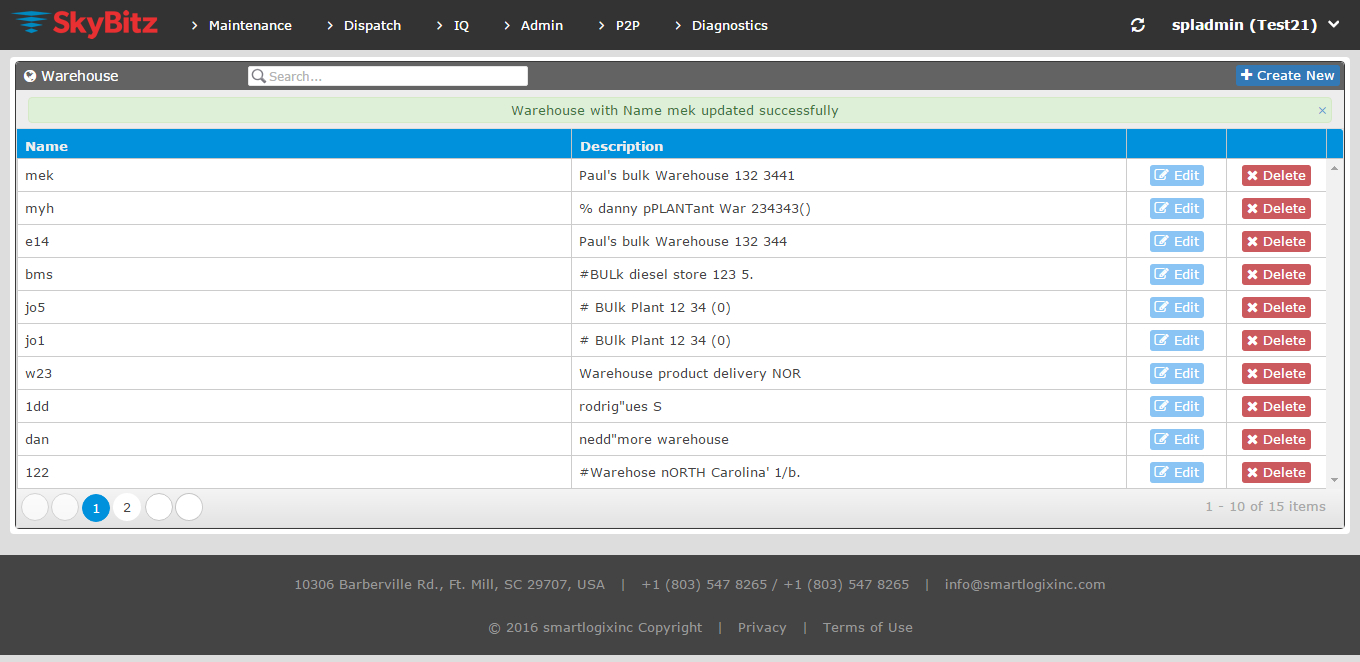 SkyBitz Maintenance Dispatch IQ Admin P2P Diagnostics spladmin (Test21)
Warehouse Search... Create New
Warehouse with Name mek updated successfully ×
Name Description
mek Paul's bulk Warehouse 132 3441 Edit Delete
myh % danny pPLANTant War 234343() Edit Delete
e14 Paul's bulk Warehouse 132 344 Edit Delete
bms #BULk diesel store 123 5. Edit Delete
jo5 # BUlk Plant 12 34 (0) Edit Delete
jo1 # BUlk Plant 12 34 (0) Edit Delete
w23 Warehouse product delivery NOR Edit Delete
1dd rodrig"ues S Edit Delete
dan nedd"more warehouse Edit Delete
122 #Warehose nORTH Carolina' 1/b. Edit Delete
1 2 1 - 10 of 15 items
10306 Barberville Rd., Ft. Mill, SC 29707, USA | +1 (803) 547 8265 / +1 (803) 547 8265 | info@smartlogixinc.com
© 2016 smartlogixinc Copyright | Privacy | Terms of Use